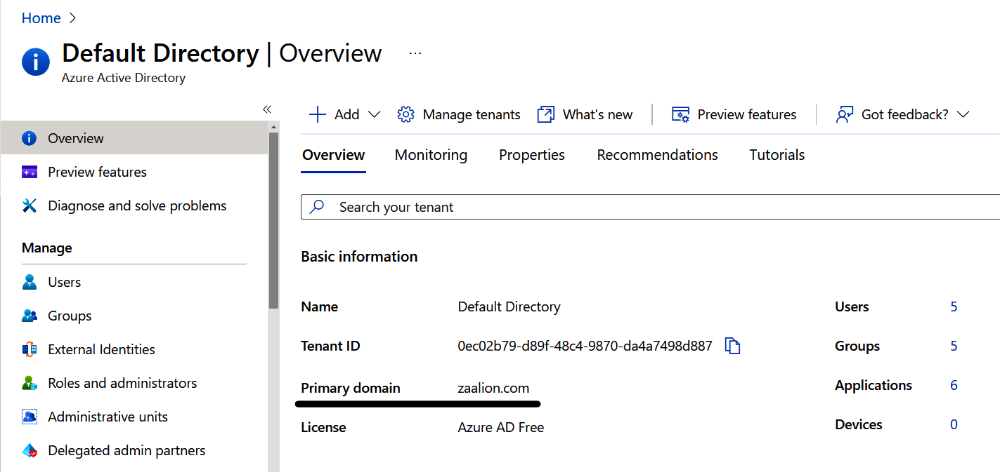 Home >
Default Directory | Overview ...
Azure Active Directory
«
Overview
Preview features
Diagnose and solve problems
Manage
Users
Groups
External Identities
Roles and administrators
Administrative units
Delegated admin partners
Add Manage tenants What's new Preview features Got feedback?
Overview Monitoring Properties Recommendations Tutorials
Search your tenant
Basic information
Name Default Directory Users 5
Tenant ID 0ec02b79-d89f-48c4-9870-da4a7498d887 Groups 5
Primary domain zaalion.com Applications 6
License Azure AD Free Devices 0